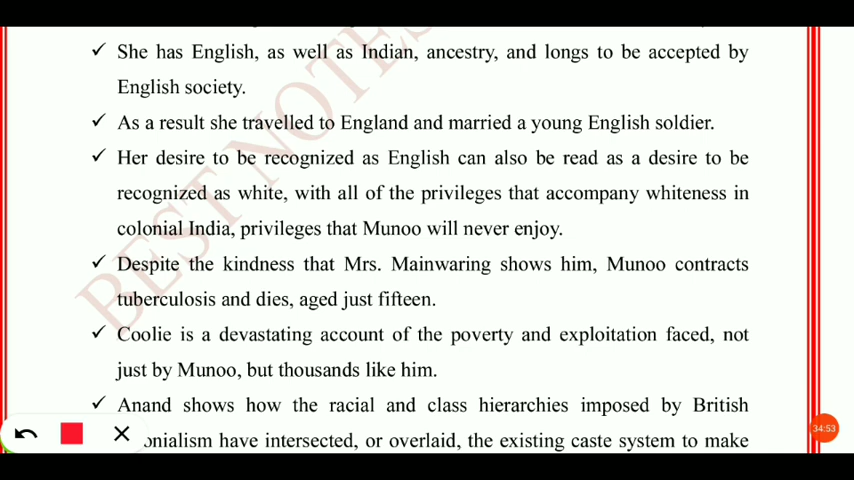 ✓ She has English, as well as Indian, ancestry, and longs to be accepted by
English society.
✓ As a result she travelled to England and married a young English soldier.
✓ Her desire to be recognized as English can also be read as a desire to be
recognized as white, with all of the privileges that accompany whiteness in
colonial India, privileges that Munoo will never enjoy.
✓ Despite the kindness that Mrs. Mainwaring shows him, Munoo contracts
tuberculosis and dies, aged just fifteen.
✓ Coolie is a devastating account of the poverty and exploitation faced, not
just by Munoo, but thousands like him.
✓ Anand shows how the racial and class hierarchies imposed by British
onialism have intersected, or overlaid, the existing caste system to make
34:53
BEST NOTES